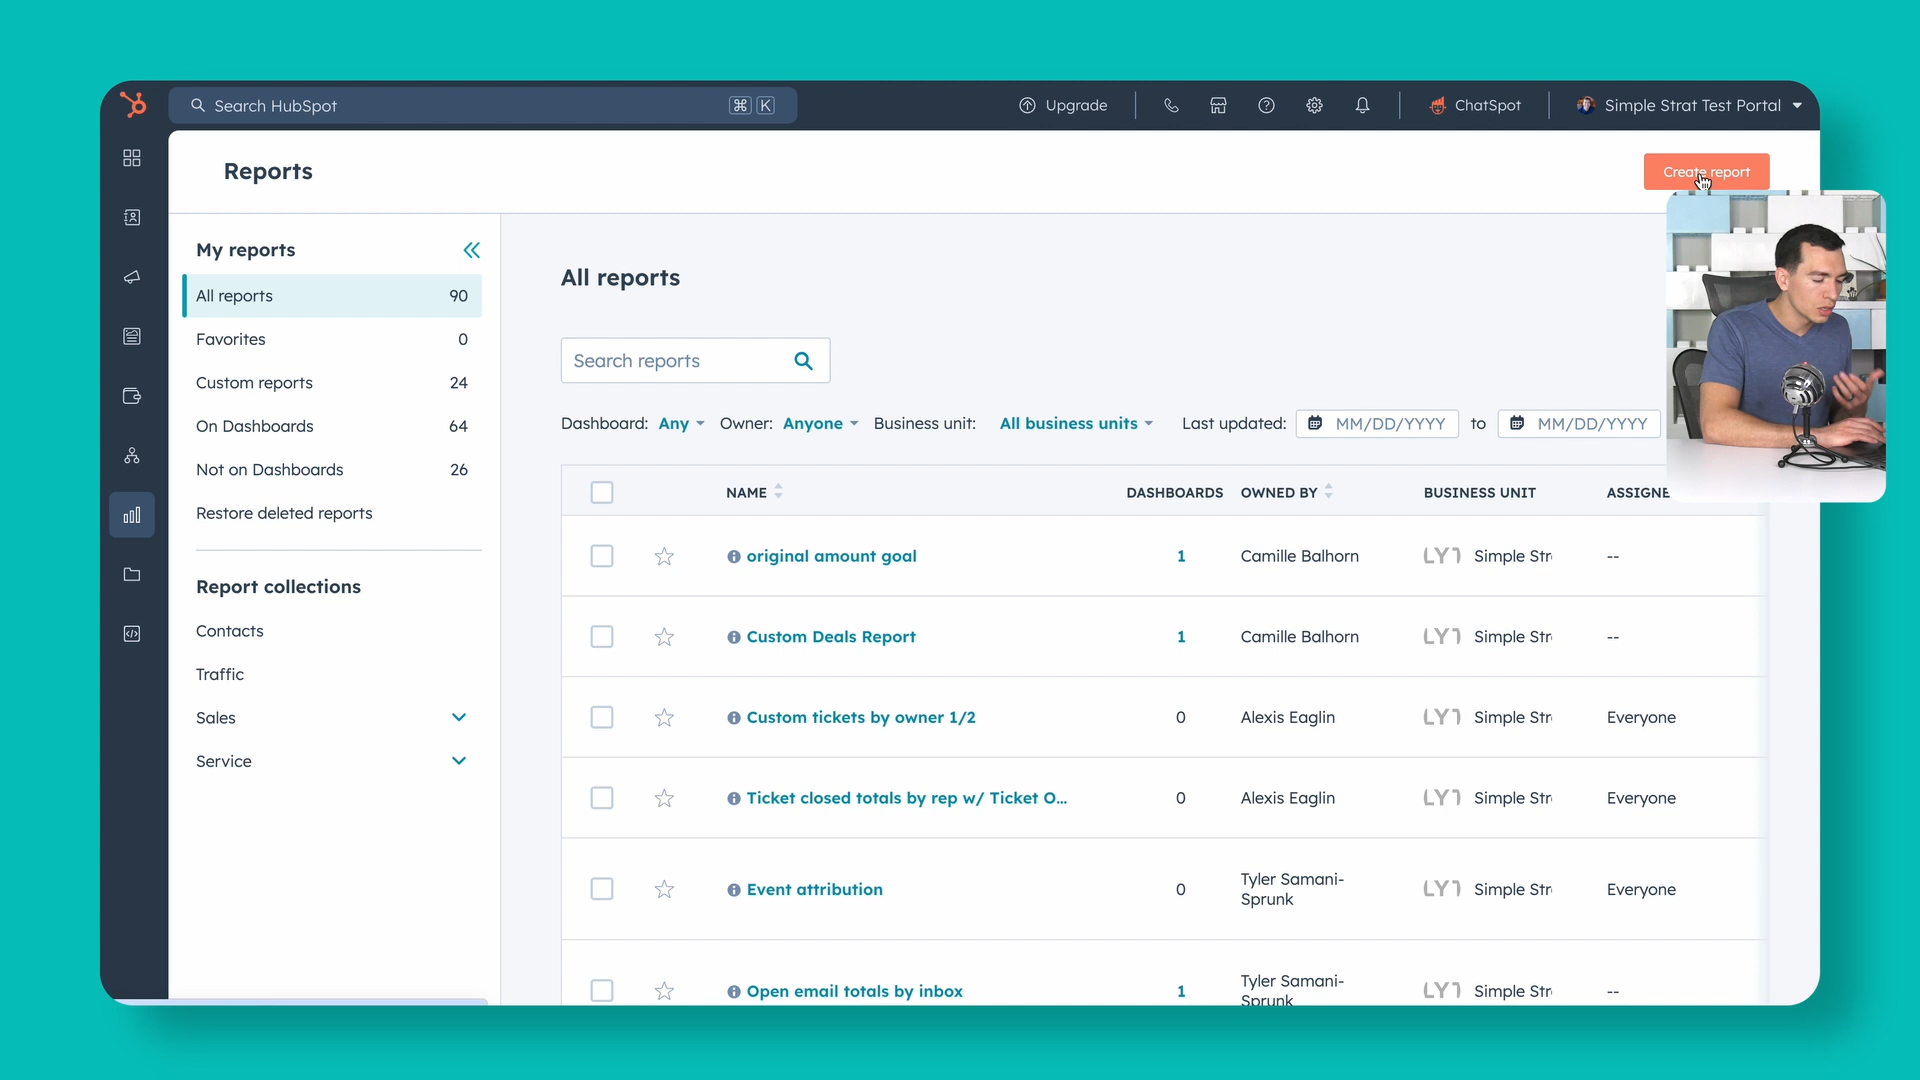 Search HubSpot
⌘ K
Upgrade
ChatSpot
Simple Strat Test Portal
Reports
Create report
My reports
All reports 90
Favorites 0
Custom reports 24
On Dashboards 64
Not on Dashboards 26
Restore deleted reports
Report collections
Contacts
Traffic
Sales
Service
All reports
Search reports
Dashboard: Any Owner: Anyone Business unit: All business units Last updated: MM/DD/YYYY to MM/DD/YYYY
NAME DASHBOARDS OWNED BY BUSINESS UNIT ASSIGNE
original amount goal 1 Camille Balhorn Simple Str
Custom Deals Report 1 Camille Balhorn Simple Str
Custom tickets by owner 1/2 0 Alexis Eaglin Simple Str Everyone
Ticket closed totals by rep w/ Ticket O... 0 Alexis Eaglin Simple Str Everyone
Event attribution 0 Tyler Samani-
Sprunk Simple Str Everyone
Open email totals by inbox 1 Tyler Samani-
Sprunk Simple Str --